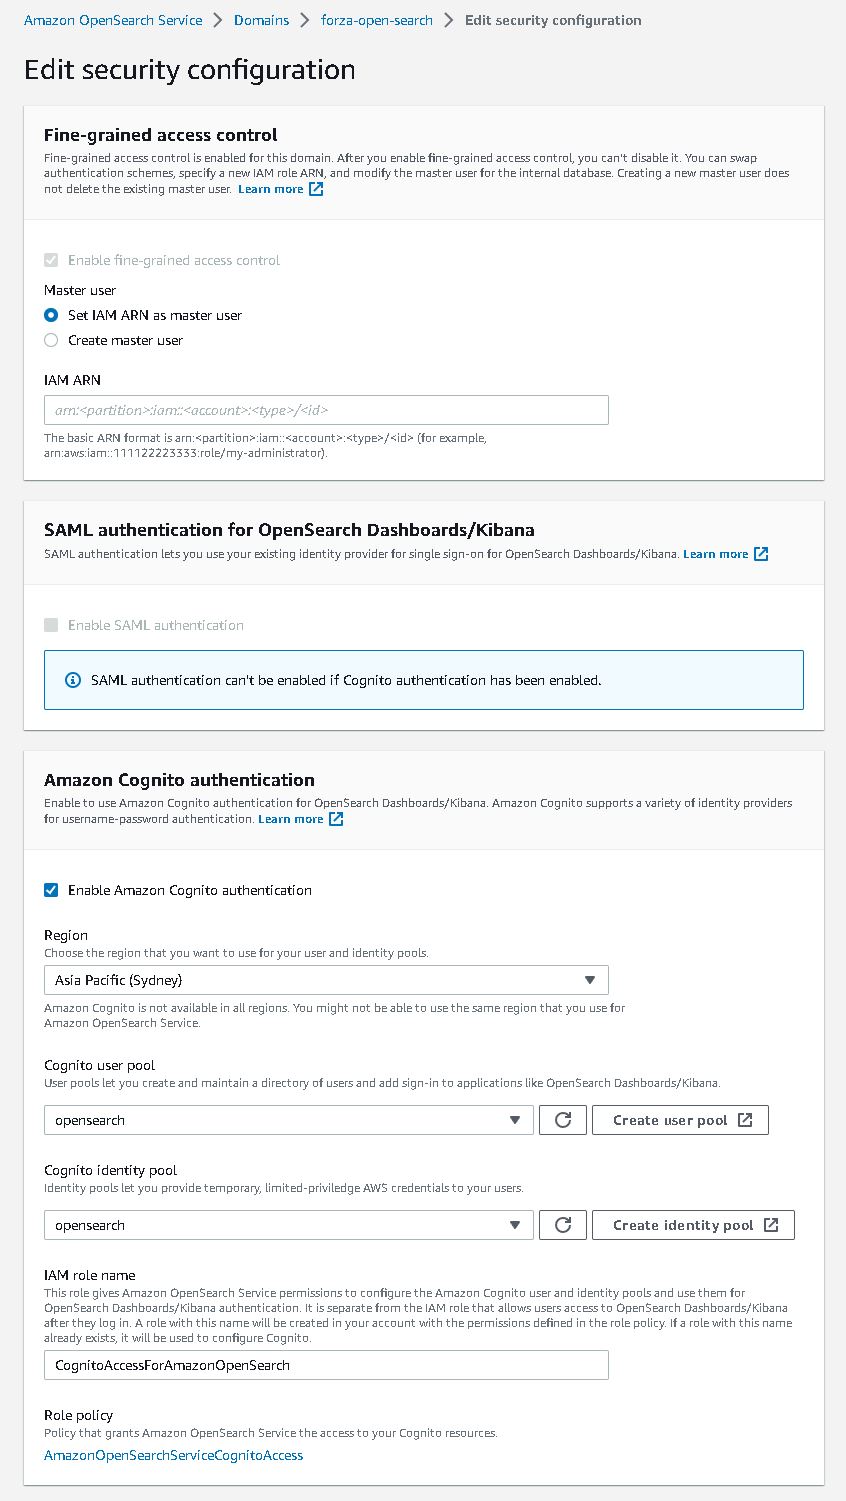 Amazon OpenSearch Service > Domains > forza-open-search > Edit security configuration
Edit security configuration
Fine-grained access control
Fine-grained access control is enabled for this domain. After you enable fine-grained access control, you can't disable it. You can swap
authentication schemes, specify a new IAM role ARN, and modify the master user for the internal database. Creating a new master user does
not delete the existing master user. Learn more
Enable fine-grained access control
Master user
Set IAM ARN as master user
Create master user
IAM ARN
arn:<partition>:iam::<account>:<type>/<id>
The basic ARN format is arn:<partition>:iam::<account>:<type>/<id> (for example,
arn:aws:iam::111122223333:role/my-administrator).
SAML authentication for OpenSearch Dashboards/Kibana
SAML authentication lets you use your existing identity provider for single sign-on for OpenSearch Dashboards/Kibana. Learn more
Enable SAML authentication
SAML authentication can't be enabled if Cognito authentication has been enabled.
Amazon Cognito authentication
Enable to use Amazon Cognito authentication for OpenSearch Dashboards/Kibana. Amazon Cognito supports a variety of identity providers
for username-password authentication. Learn more
Enable Amazon Cognito authentication
Region
Choose the region that you want to use for your user and identity pools.
Asia Pacific (Sydney)
Amazon Cognito is not available in all regions. You might not be able to use the same region that you use for
Amazon OpenSearch Service.
Cognito user pool
User pools let you create and maintain a directory of users and add sign-in to applications like OpenSearch Dashboards/Kibana.
opensearch Create user pool
Cognito identity pool
Identity pools let you provide temporary, limited-priviledge AWS credentials to your users.
opensearch Create identity pool
IAM role name
This role gives Amazon OpenSearch Service permissions to configure the Amazon Cognito user and identity pools and use them for
OpenSearch Dashboards/Kibana authentication. It is separate from the IAM role that allows users access to OpenSearch Dashboards/Kibana
after they log in. A role with this name will be created in your account with the permissions defined in the role policy. If a role with this name
already exists, it will be used to configure Cognito.
CognitoAccessForAmazonOpenSearch
Role policy
Policy that grants Amazon OpenSearch Service the access to your Cognito resources.
AmazonOpenSearchServiceCognitoAccess